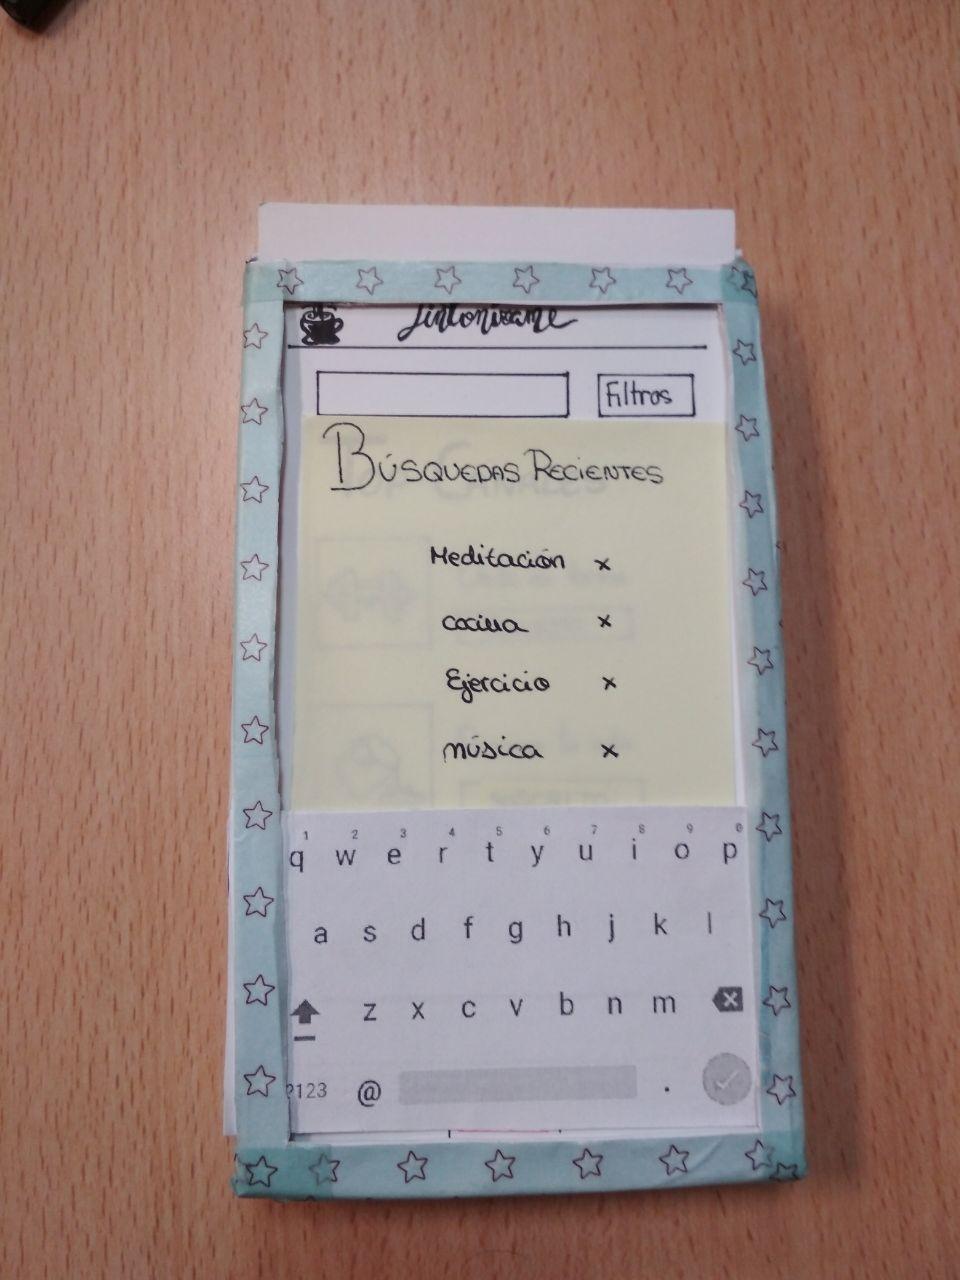 Sintonizame
Filtros
BÚSQUEDAS RECIENTES
Meditación x
cocina x
Ejercicio x
música x
1 2 3 4 5 6 7 8 9 0
q w e r t y u i o p
a s d f g h j k l
z x c v b n m
?123 @ .